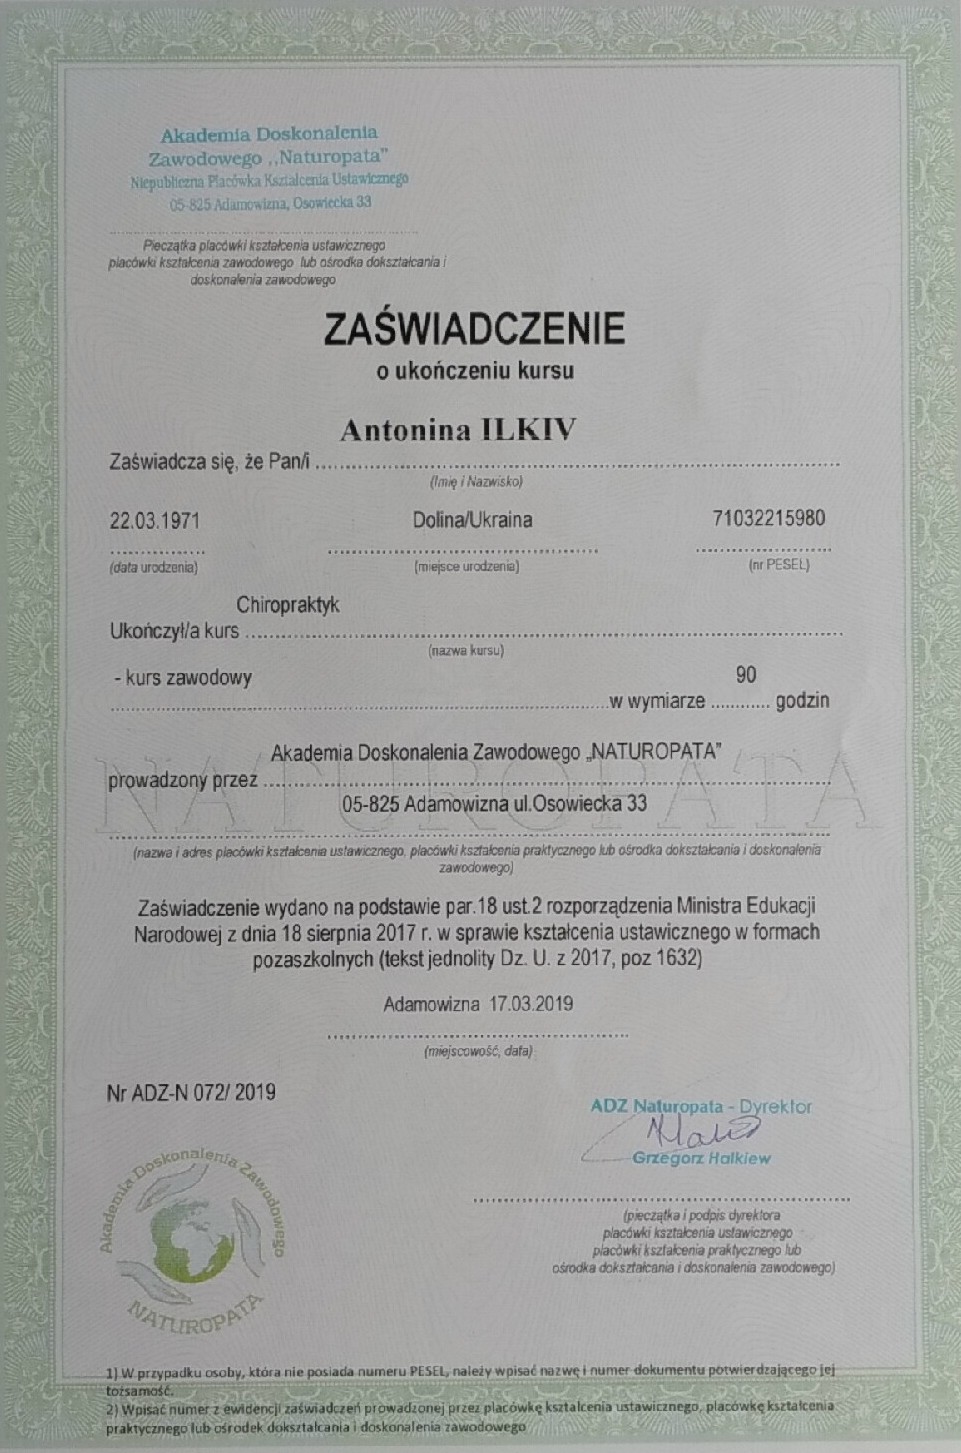 Akademia Doskonalenia
Zawodowego ,,Naturopata"
Niepubliczna Placówka Kształcenia Ustawicznego
05-825 Adamowizna, Osowiecka 33
Pieczątka placówki kształcenia ustawicznego
placówki kształcenia zawodowego lub ośrodka dokształcania i
doskonalenia zawodowego
ZAŚWIADCZENIE
o ukończeniu kursu
Antonina ILKIV
Zaświadcza się, że Pan/i
(Imię i Nazwisko)
22.03.1971 Dolina/Ukraina 71032215980
(data urodzenia) (miejsce urodzenia) (nr PESEL)
Chiropraktyk
Ukończył/a kurs
(nazwa kursu)
- kurs zawodowy 90
w wymiarze ............ godzin
Akademia Doskonalenia Zawodowego „NATUROPATA"
prowadzony przez
NATUROPATA
05-825 Adamowizna ul.Osowiecka 33
(nazwa i adres placówki kształcenia ustawicznego, placówki kształcenia praktycznego lub ośrodka dokształcania i doskonalenia
zawodowego)
Zaświadczenie wydano na podstawie par.18 ust.2 rozporządzenia Ministra Edukacji
Narodowej z dnia 18 sierpnia 2017 r. w sprawie kształcenia ustawicznego w formach
pozaszkolnych (tekst jednolity Dz. U. z 2017, poz 1632)
Adamowizna 17.03.2019
(miejscowość, data)
Nr ADZ-N 072/ 2019
ADZ Naturopata - Dyrektor
Grzegorz Halkiew
(pieczątka i podpis dyrektora
placówki kształcenia ustawicznego
placówki kształcenia praktycznego lub
ośrodka dokształcania i doskonalenia zawodowego)
Akademia Doskonalenia Zawodowego
NATUROPATA
1) W przypadku osoby, która nie posiada numeru PESEL, należy wpisać nazwę i numer dokumentu potwierdzającego jej
tożsamość.
2) Wpisać numer z ewidencji zaświadczeń prowadzonej przez placówkę kształcenia ustawicznego, placówkę kształcenia
praktycznego lub ośrodek dokształcania i doskonalenia zawodowego